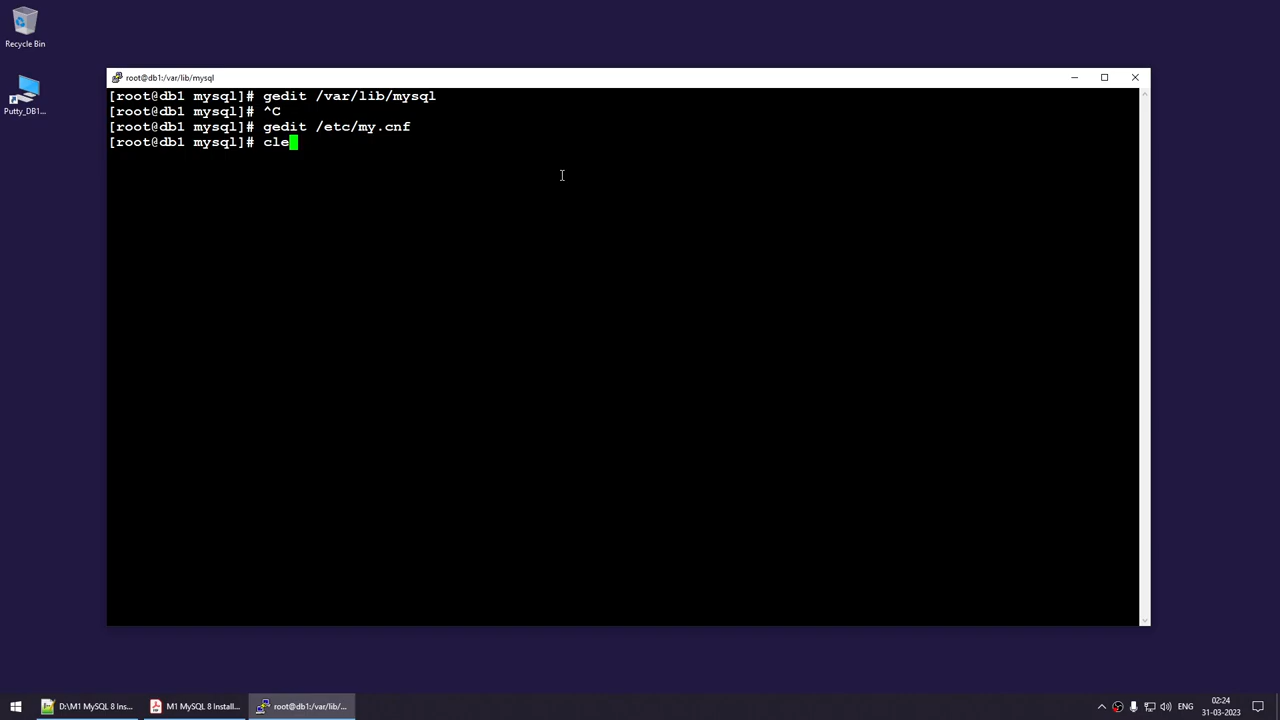 Recycle Bin
Putty_DB1...
root@db1:/var/lib/mysql
[root@db1 mysql]# gedit /var/lib/mysql
[root@db1 mysql]# ^C
[root@db1 mysql]# gedit /etc/my.cnf
[root@db1 mysql]# cle
D:\M1 MySQL 8 Ins...
M1 MySQL 8 Install...
root@db1:/var/lib/...
ENG
02:24
31-03-2023